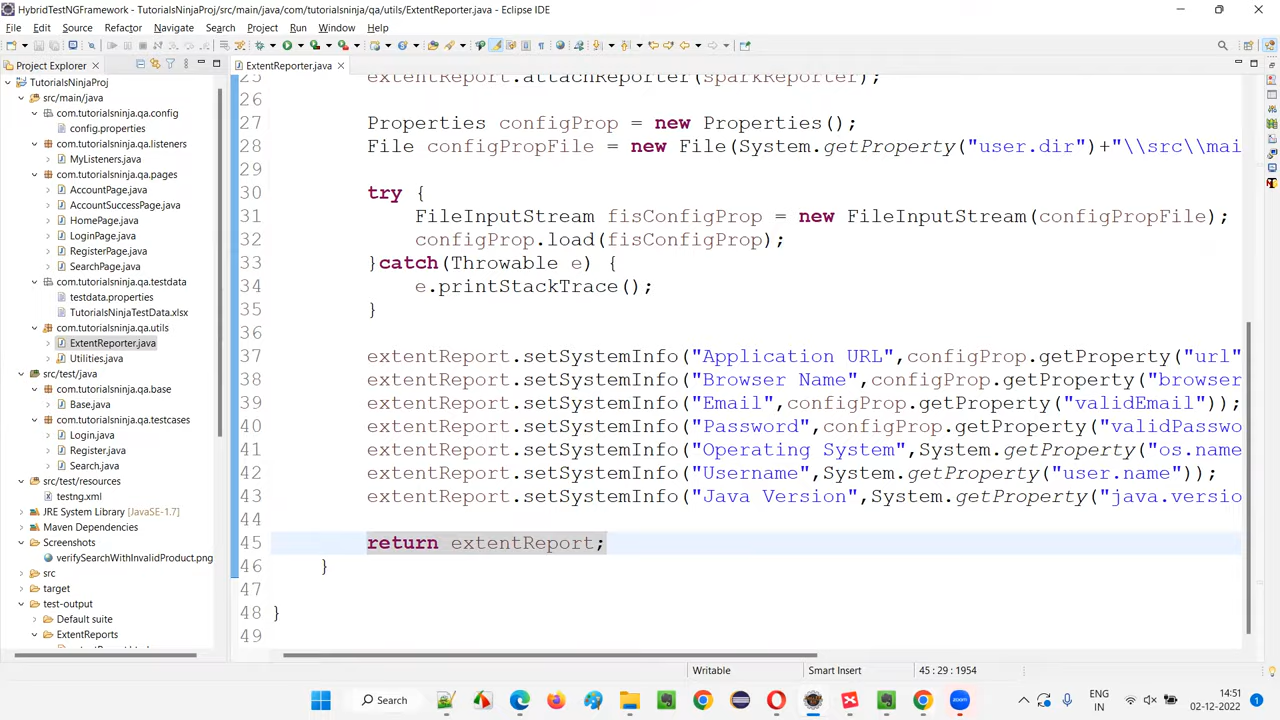 HybridTestNGFramework - TutorialsNinjaProj/src/main/java/com/tutorialsninja/qa/utils/ExtentReporter.java - Eclipse IDE
File Edit Source Refactor Navigate Search Project Run Window Help
Project Explorer
ExtentReporter.java
TutorialsNinjaProj
src/main/java
com.tutorialsninja.qa.config
config.properties
com.tutorialsninja.qa.listeners
MyListeners.java
com.tutorialsninja.qa.pages
AccountPage.java
AccountSuccessPage.java
HomePage.java
LoginPage.java
RegisterPage.java
SearchPage.java
com.tutorialsninja.qa.testdata
testdata.properties
TutorialsNinjaTestData.xlsx
com.tutorialsninja.qa.utils
ExtentReporter.java
Utilities.java
src/test/java
com.tutorialsninja.qa.base
Base.java
com.tutorialsninja.qa.testcases
Login.java
Register.java
Search.java
src/test/resources
testng.xml
JRE System Library [JavaSE-1.7]
Maven Dependencies
Screenshots
verifySearchWithInvalidProduct.png
src
target
test-output
Default suite
ExtentReports
25 extentReport.attachReporter(sparkReporter);
26
27 Properties configProp = new Properties();
28 File configPropFile = new File(System.getProperty("user.dir")+"\\src\\mai
29
30 try {
31 FileInputStream fisConfigProp = new FileInputStream(configPropFile);
32 configProp.load(fisConfigProp);
33 }catch(Throwable e) {
34 e.printStackTrace();
35 }
36
37 extentReport.setSystemInfo("Application URL",configProp.getProperty("url"
38 extentReport.setSystemInfo("Browser Name",configProp.getProperty("browser
39 extentReport.setSystemInfo("Email",configProp.getProperty("validEmail"));
40 extentReport.setSystemInfo("Password",configProp.getProperty("validPasswo
41 extentReport.setSystemInfo("Operating System",System.getProperty("os.name
42 extentReport.setSystemInfo("Username",System.getProperty("user.name"));
43 extentReport.setSystemInfo("Java Version",System.getProperty("java.versio
44
45 return extentReport;
46 }
47
48 }
49
Writable Smart Insert 45 : 29 : 1954
Search
ENG
IN
14:51
02-12-2022